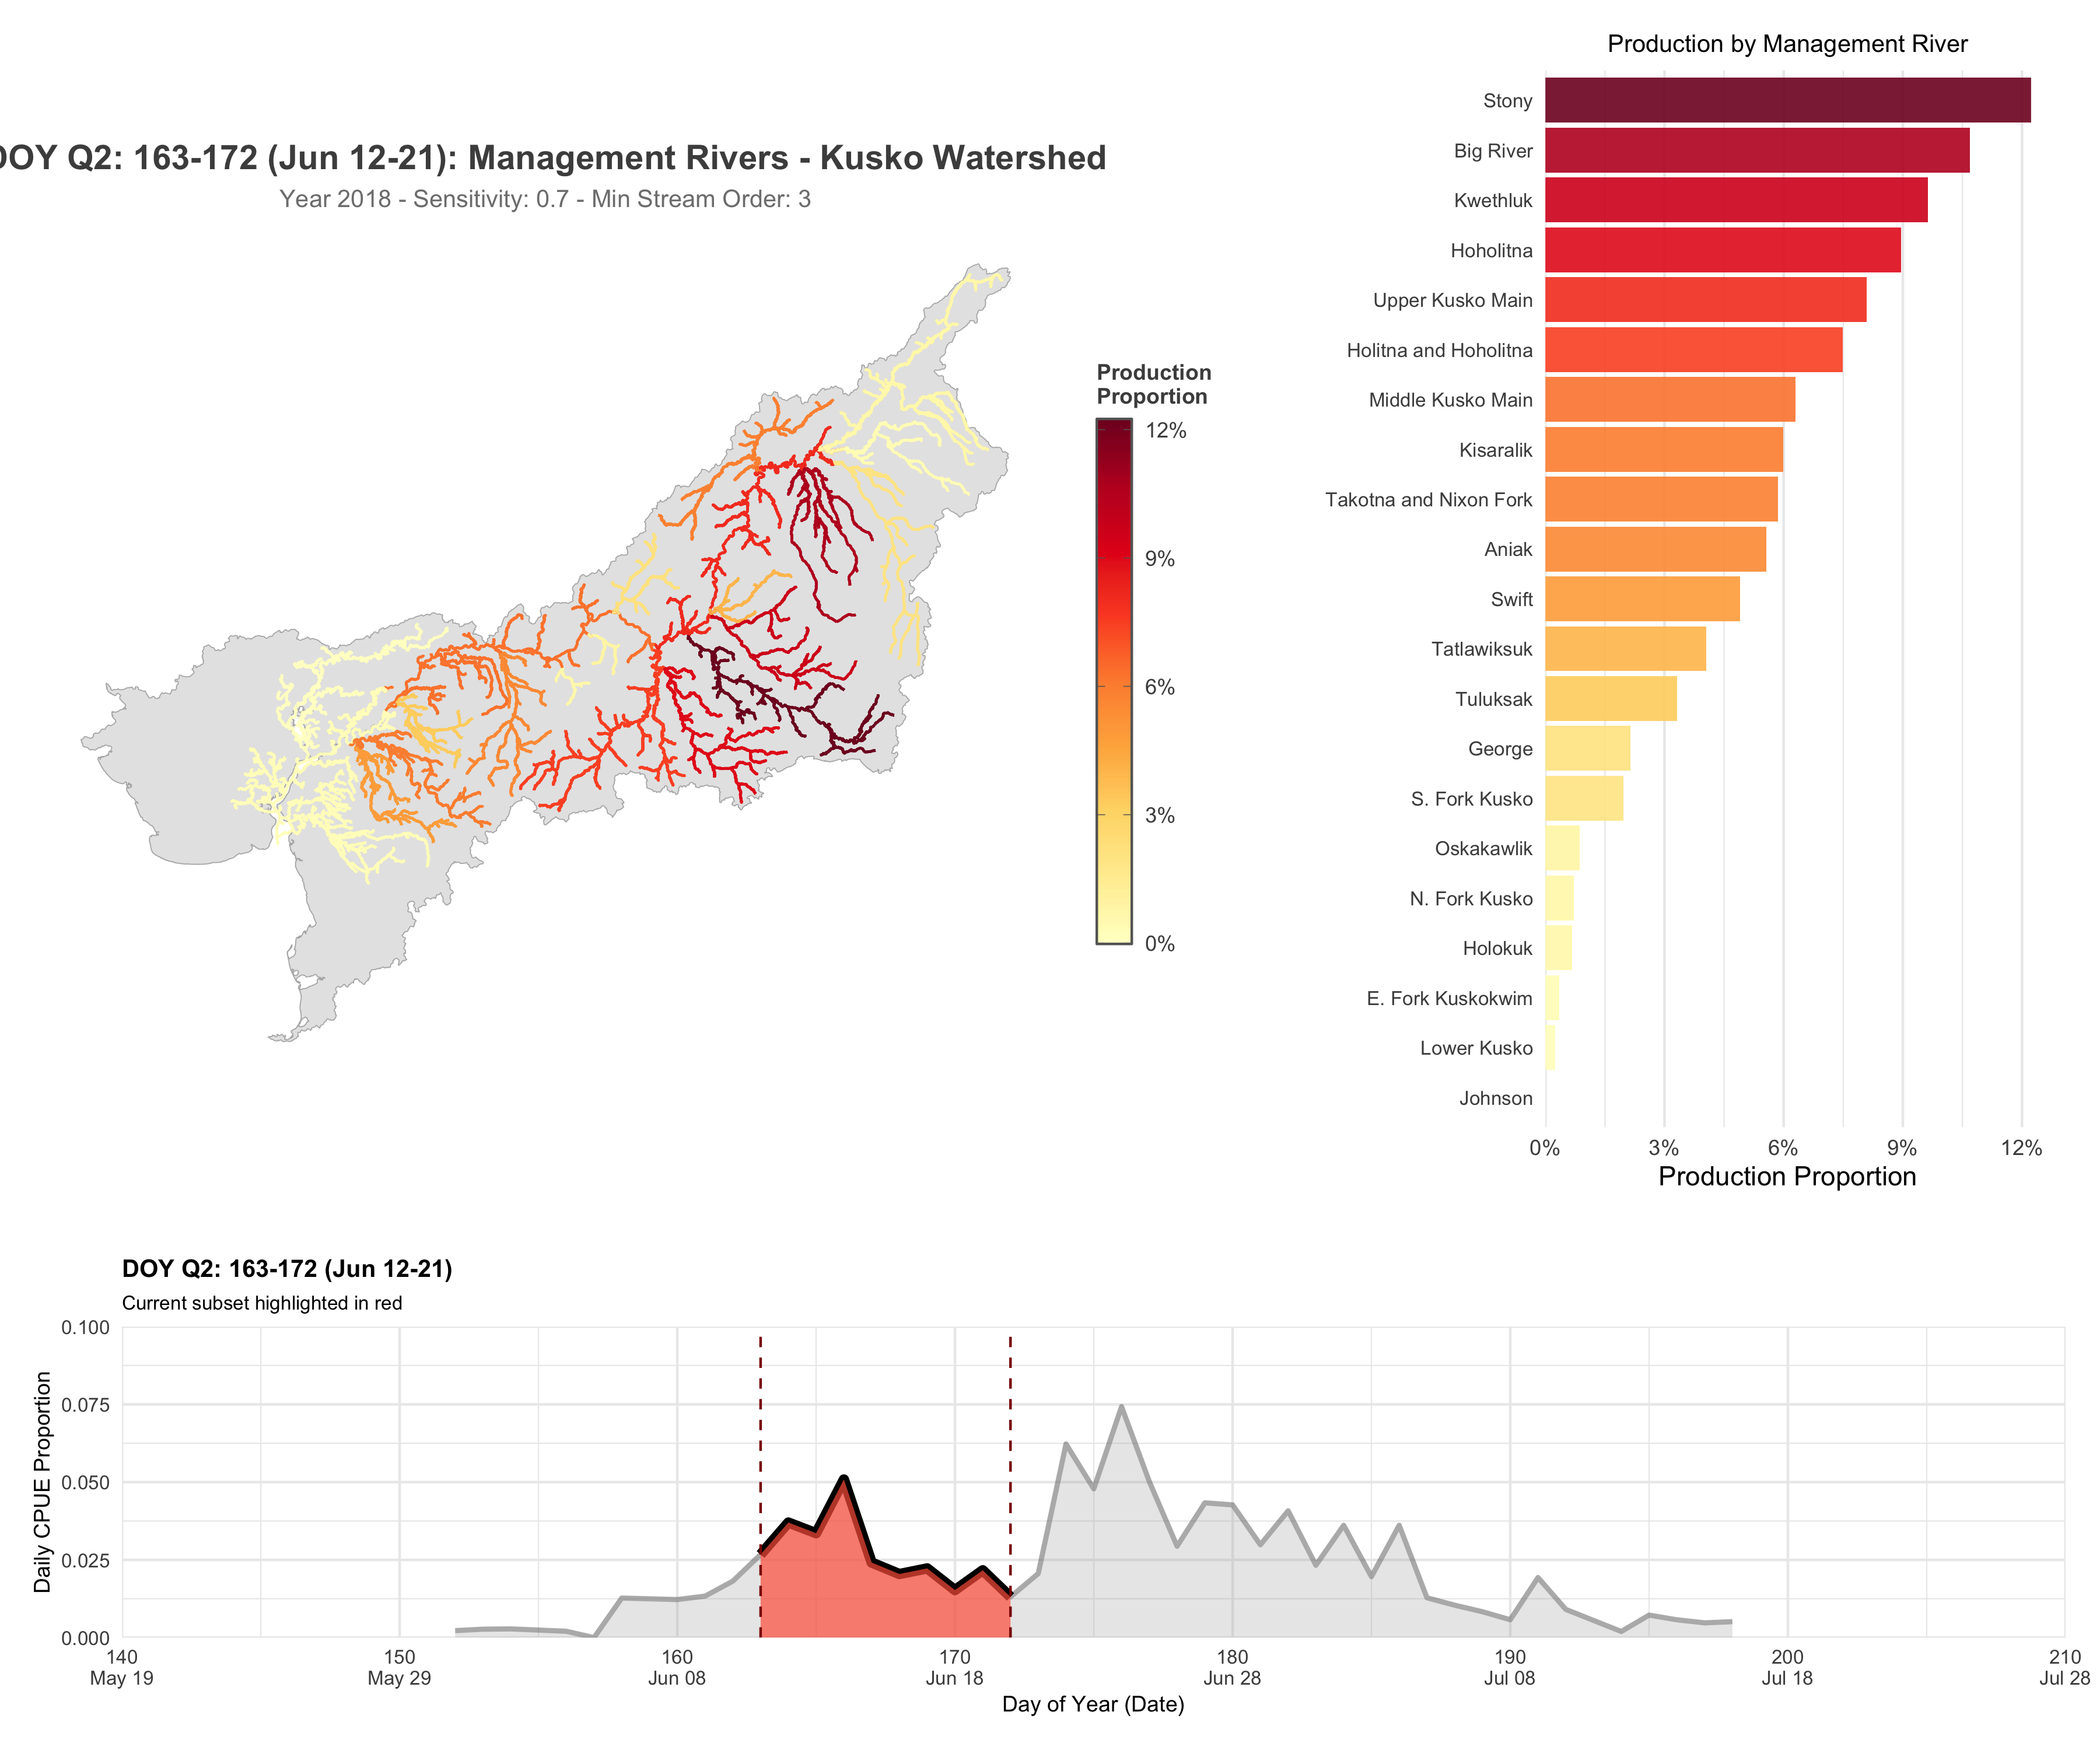 DOY Q2: 163-172 (Jun 12-21): Management Rivers - Kusko Watershed
Year 2018 - Sensitivity: 0.7 - Min Stream Order: 3
Production
Proportion
12%
9%
6%
3%
0%
Production by Management River
Stony
Big River
Kwethluk
Hoholitna
Upper Kusko Main
Holitna and Hoholitna
Middle Kusko Main
Kisaralik
Takotna and Nixon Fork
Aniak
Swift
Tatlawiksuk
Tuluksak
George
S. Fork Kusko
Oskakawlik
N. Fork Kusko
Holokuk
E. Fork Kuskokwim
Lower Kusko
Johnson
0% 3% 6% 9% 12%
Production Proportion
DOY Q2: 163-172 (Jun 12-21)
Current subset highlighted in red
Daily CPUE Proportion
0.100
0.075
0.050
0.025
0.000
140 150 160 170 180 190 200 210
May 19 May 29 Jun 08 Jun 18 Jun 28 Jul 08 Jul 18 Jul 28
Day of Year (Date)